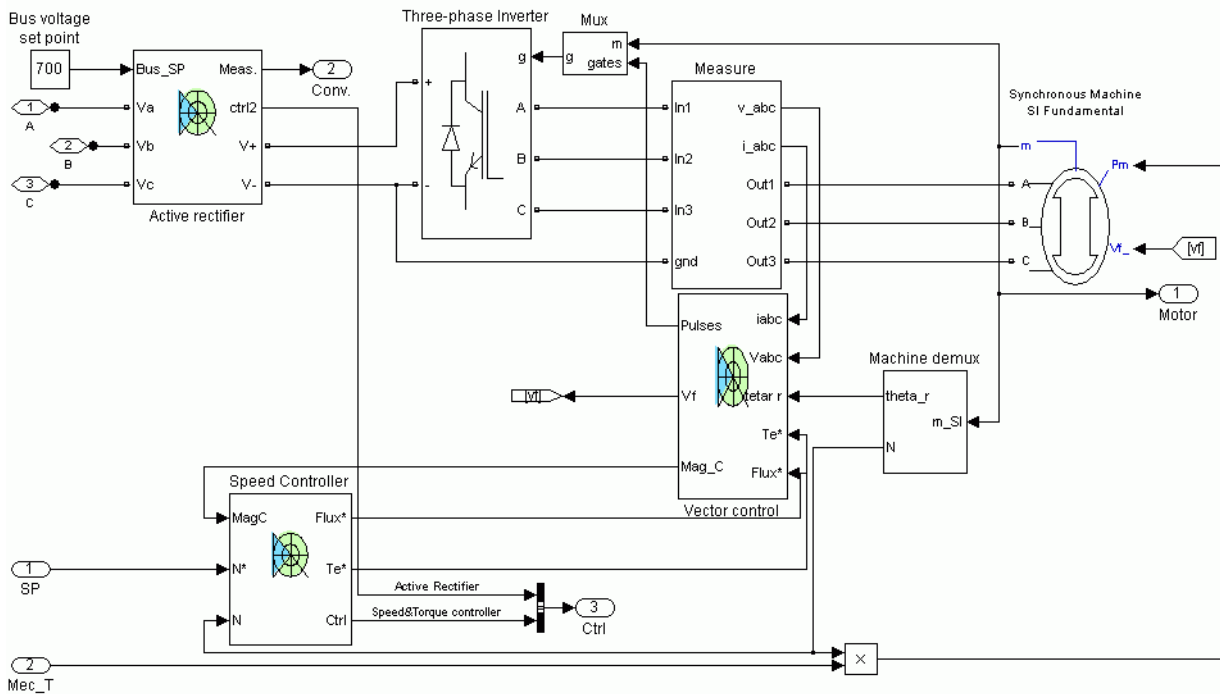 Bus voltage
set point
700
Bus_SP
Va
Vb
Vc
Meas.
ctrl2
V+
V-
Active rectifier
1
A
2
B
3
C
2
Conv.
Three-phase Inverter
+
-
g
A
B
C
Mux
g
m
gates
Measure
In1
In2
In3
gnd
v_abc
i_abc
Out1
Out2
Out3
Synchronous Machine
SI Fundamental
m
A
B
C
Pm
Vf_
[Vf]
1
Motor
Pulses
Vf
Mag_C
iabc
Vabc
tetar r
Te*
Flux*
Vector control
[Vf]
Machine demux
theta_r
N
m_SI
Speed Controller
MagC
N*
N
Flux*
Te*
Ctrl
1
SP
2
Mec_T
Active Rectifier
Speed&Torque controller
3
Ctrl
×